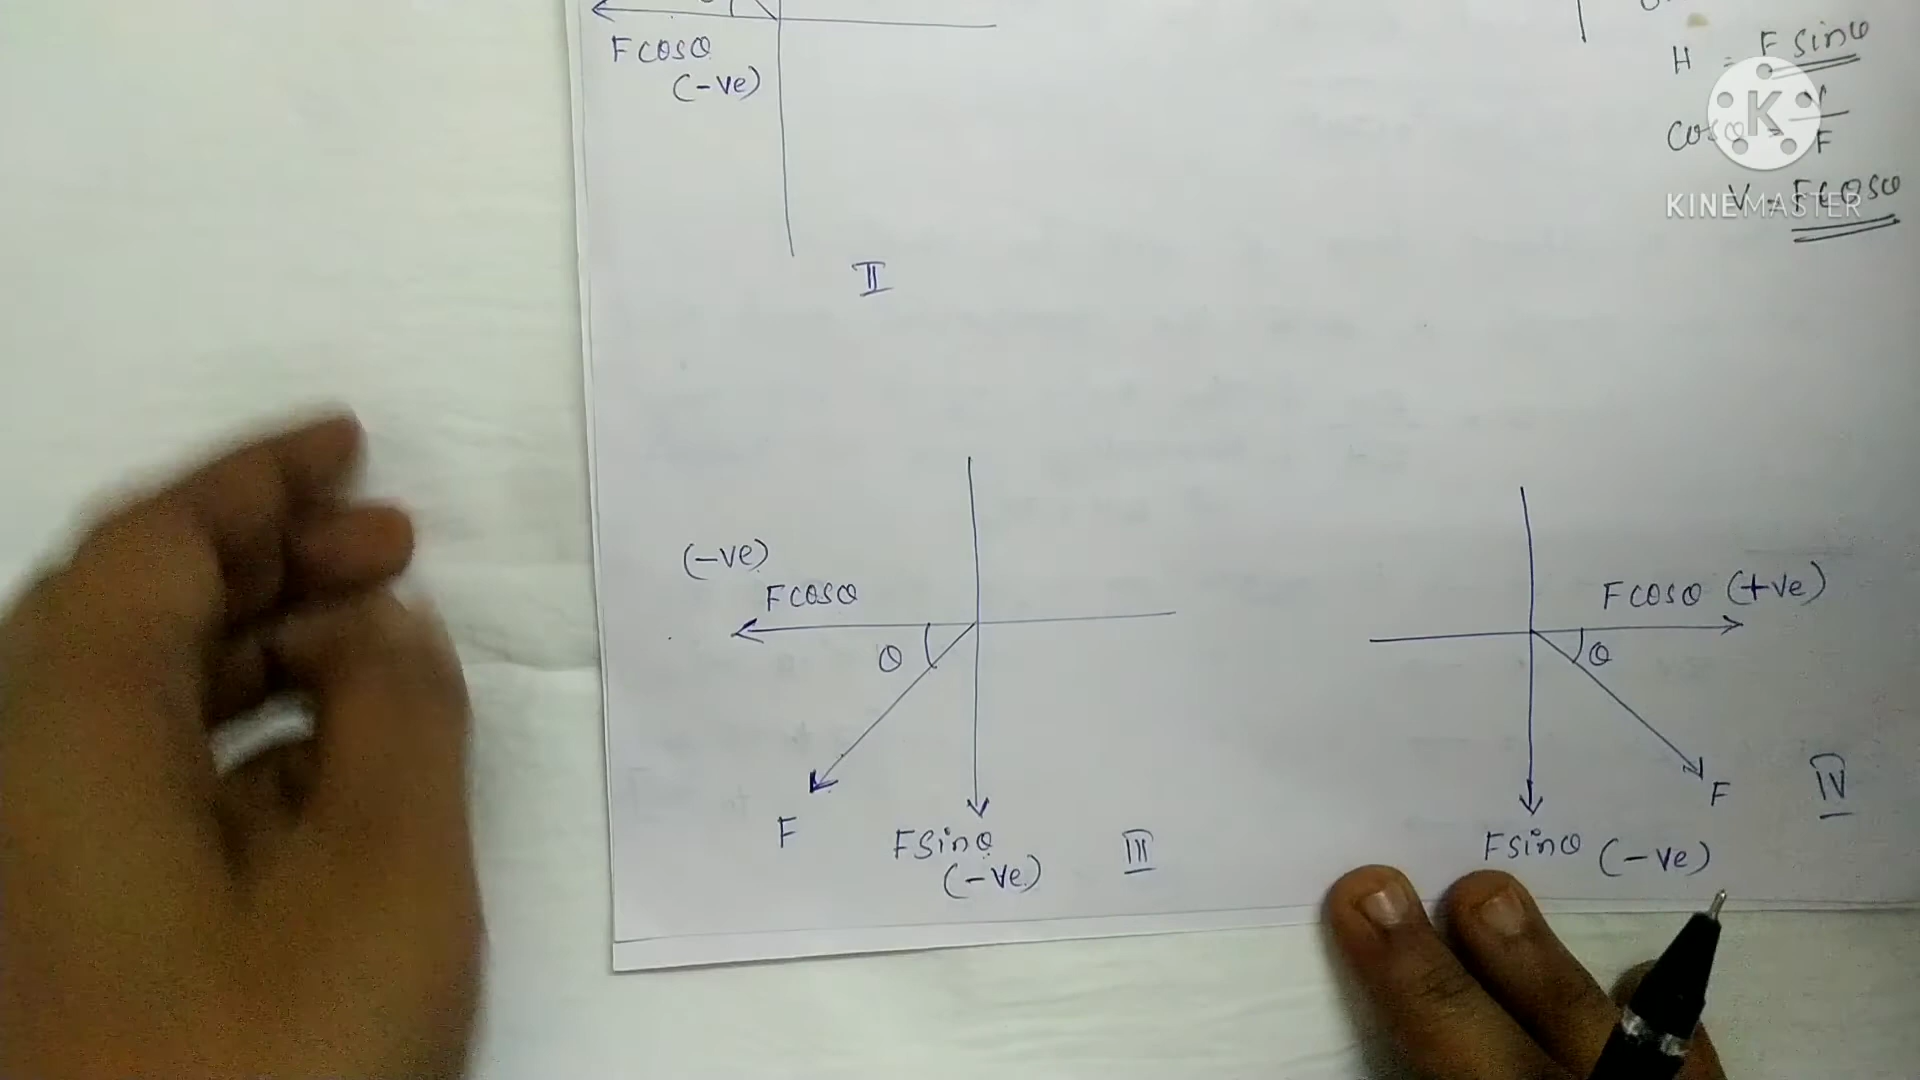 Fcosθ
(-ve)
H = F sinθ
cosθ = V/F
V = Fcosθ
KINEMASTER
II
(-ve)
Fcosθ
θ
F
Fsinθ
(-ve)
III
Fcosθ (+ve)
θ
F
IV
Fsinθ (-ve)